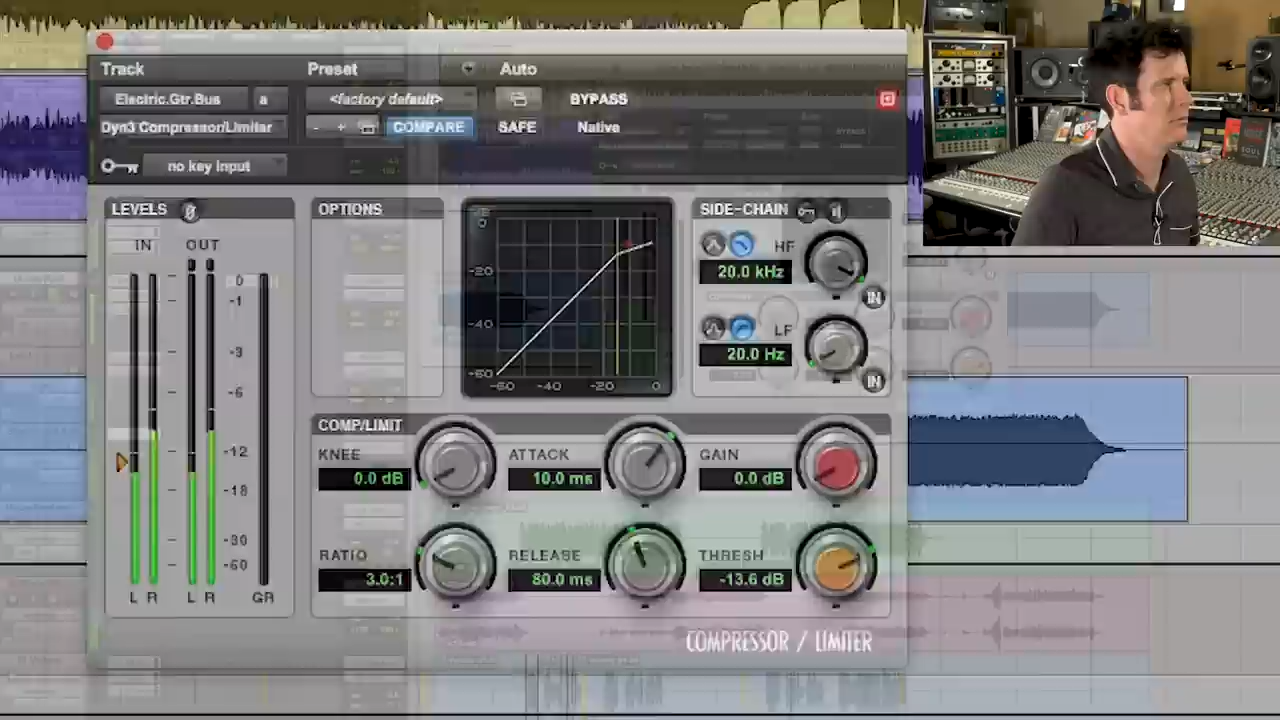 Track
Preset
Auto
Electric.Gtr.Bus
a
<factory default>
BYPASS
Dyn3 Compressor/Limiter
- +
COMPARE
SAFE
Native
no key input
LEVELS
OPTIONS
SIDE-CHAIN
IN OUT
0
-1
-3
-6
-12
-18
-30
-60
L R L R GR
0
-20
-40
-60
-60 -40 -20 0
HF
20.0 kHz
IN
LF
20.0 Hz
IN
COMP/LIMIT
KNEE
0.0 dB
ATTACK
10.0 ms
GAIN
0.0 dB
RATIO
3.0:1
RELEASE
80.0 ms
THRESH
-13.6 dB
COMPRESSOR / LIMITER
SOUL